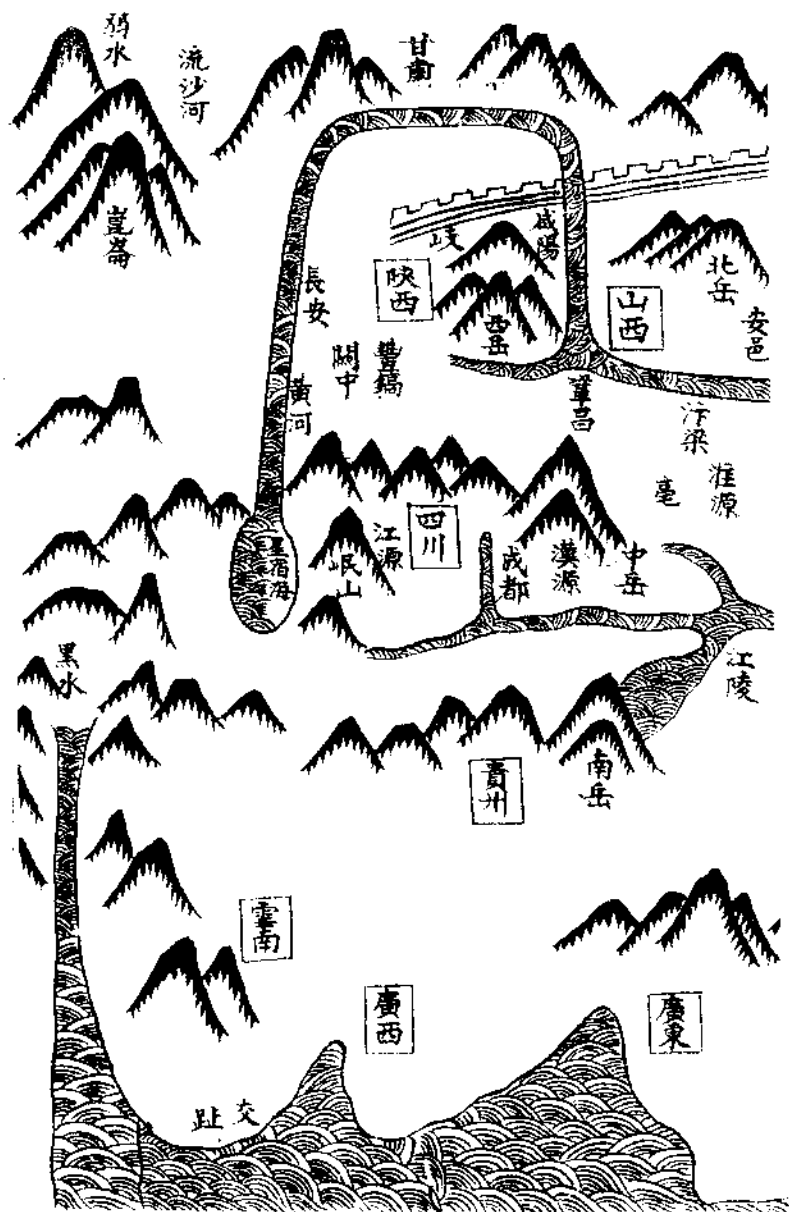 弱水
流沙河
甘肅
崑崙
長安
黃河
岐
咸陽
陝西
西岳
山西
北岳
安邑
關中
豐鎬
鞏昌
汴梁
淮源
亳
星宿海
岷山
江源
四川
成都
漢源
中岳
江陵
黑水
貴州
南岳
雲南
廣西
廣東
交趾